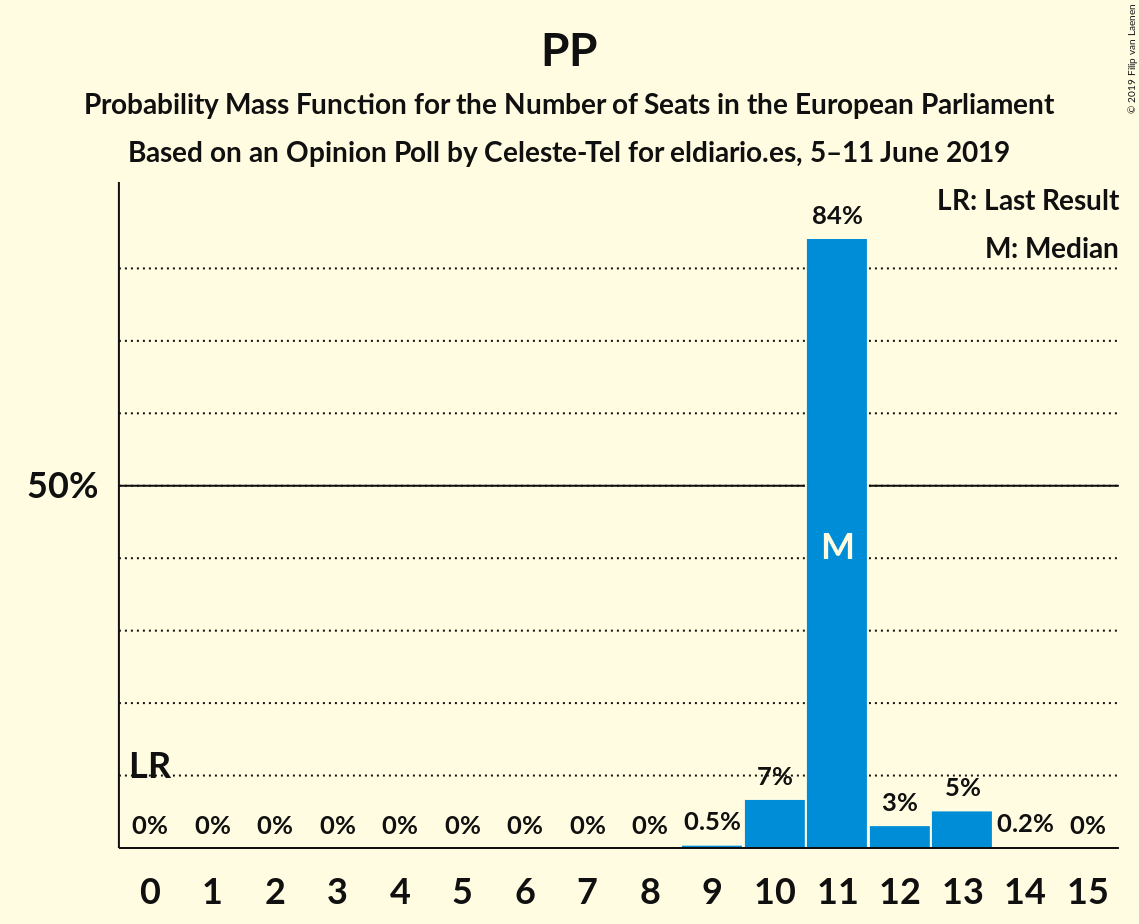 PP
Probability Mass Function for the Number of Seats in the European Parliament
Based on an Opinion Poll by Celeste-Tel for eldiario.es, 5–11 June 2019
© 2019 Filip van Laenen
LR: Last Result
M: Median
84%
50%
M
LR
0% 0% 0% 0% 0% 0% 0% 0% 0% 0.5% 7% 3% 5% 0.2% 0%
0 1 2 3 4 5 6 7 8 9 10 11 12 13 14 15